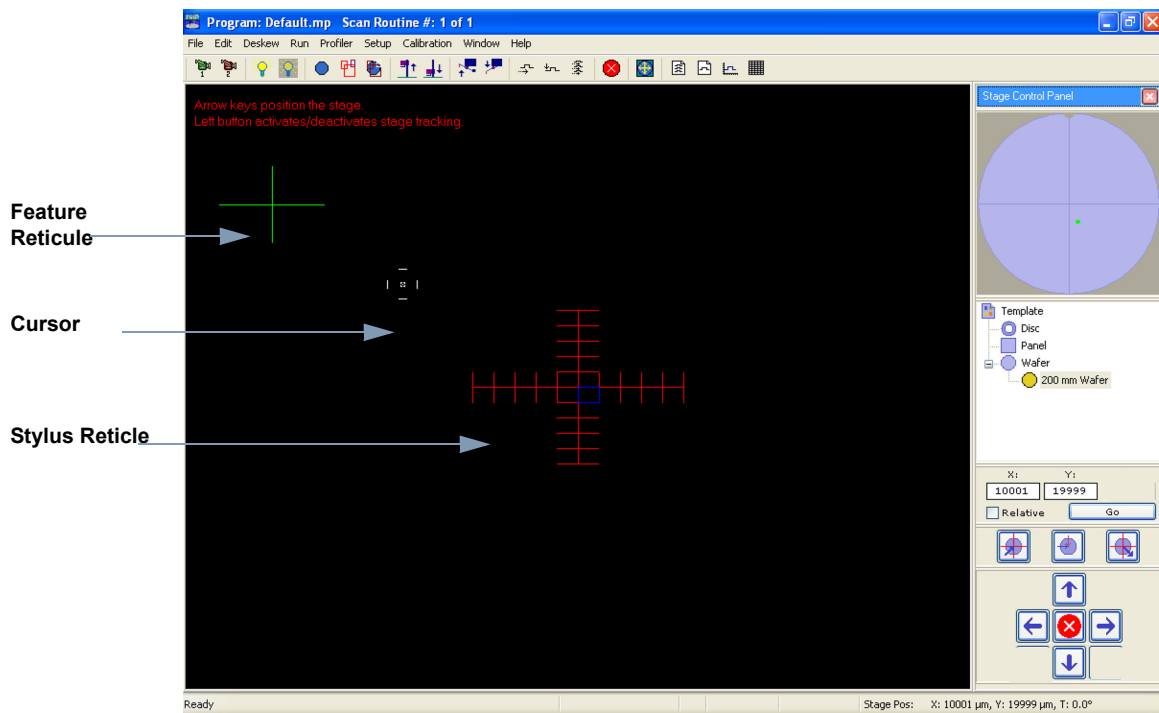 Program: Default.mp   Scan Routine #: 1 of 1
File Edit Deskew Run Profiler Setup Calibration Window Help
Arrow keys position the stage.
Left button activates/deactivates stage tracking.
Stage Control Panel
Feature
Reticule
Cursor
Stylus Reticle
Template
Disc
Panel
Wafer
200 mm Wafer
X: Y:
10001 19999
Relative Go
Ready Stage Pos: X: 10001 µm, Y: 19999 µm, T: 0.0°